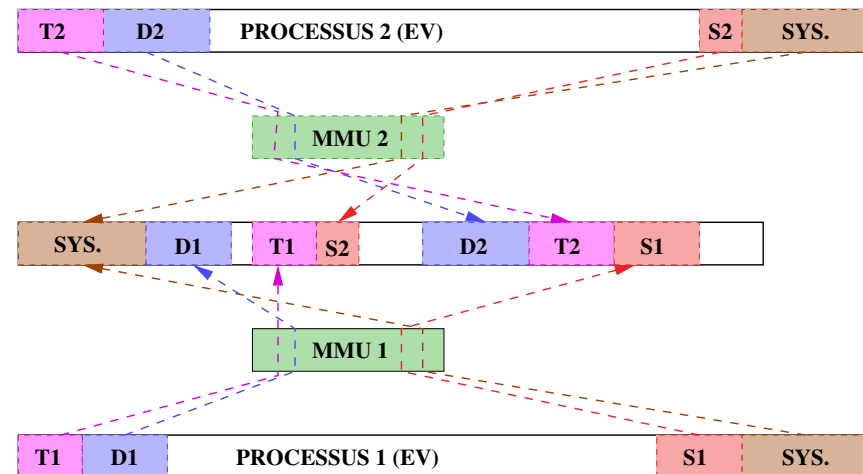 T2 D2 PROCESSUS 2 (EV) S2 SYS.
MMU 2
SYS. D1 T1 S2 D2 T2 S1
MMU 1
T1 D1 PROCESSUS 1 (EV) S1 SYS.